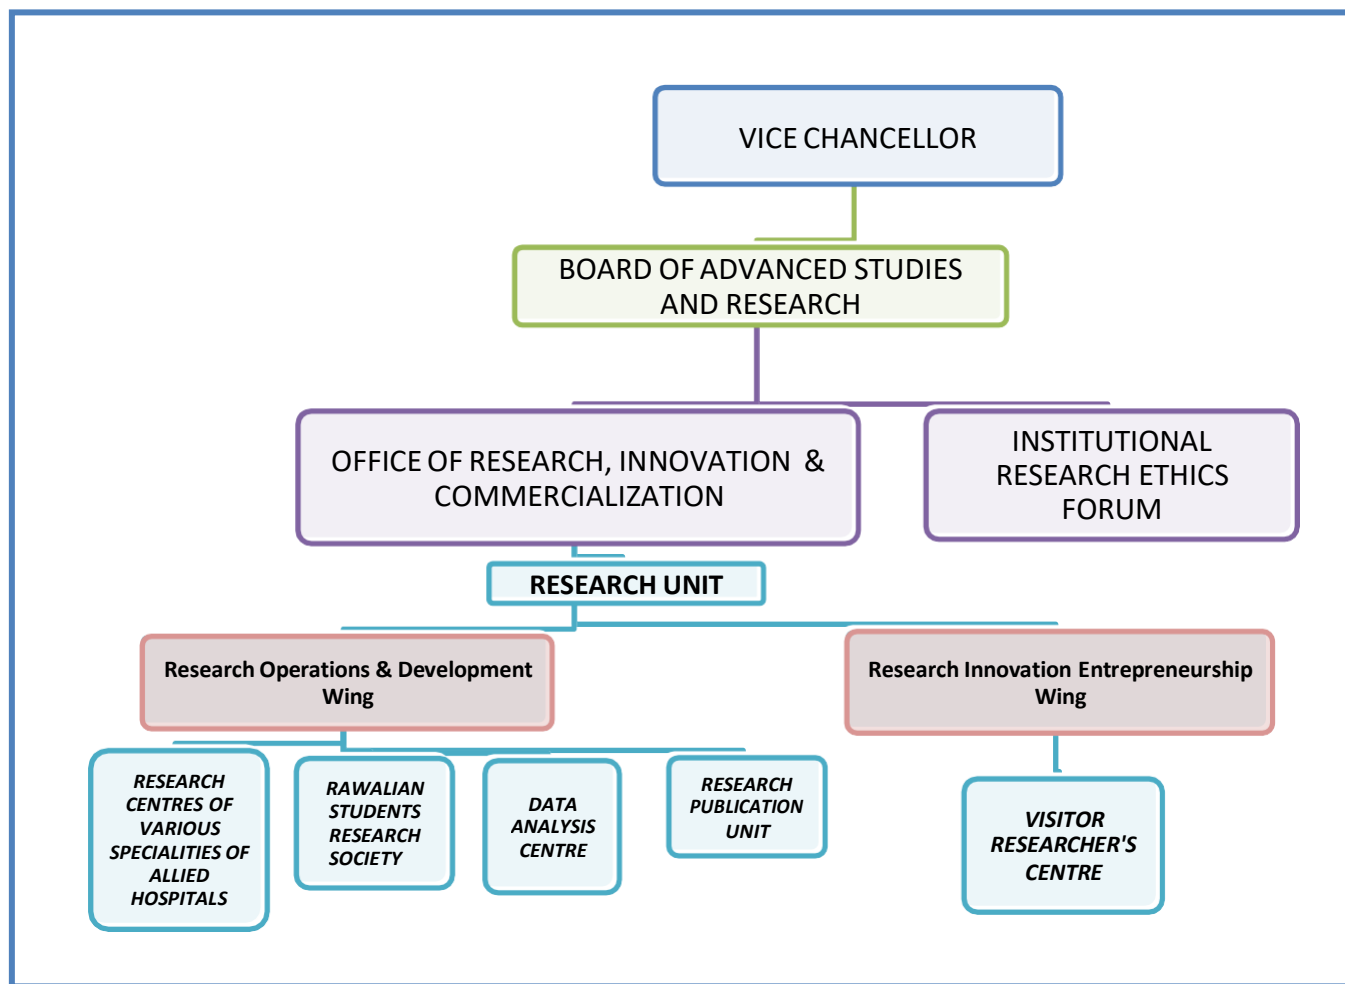 VICE CHANCELLOR
BOARD OF ADVANCED STUDIES
AND RESEARCH
OFFICE OF RESEARCH, INNOVATION &
COMMERCIALIZATION
INSTITUTIONAL
RESEARCH ETHICS
FORUM
RESEARCH UNIT
Research Operations & Development
Wing
Research Innovation Entrepreneurship
Wing
RESEARCH
CENTRES OF
VARIOUS
SPECIALITIES OF
ALLIED
HOSPITALS
RAWALIAN
STUDENTS
RESEARCH
SOCIETY
DATA
ANALYSIS
CENTRE
RESEARCH
PUBLICATION
UNIT
VISITOR
RESEARCHER'S
CENTRE